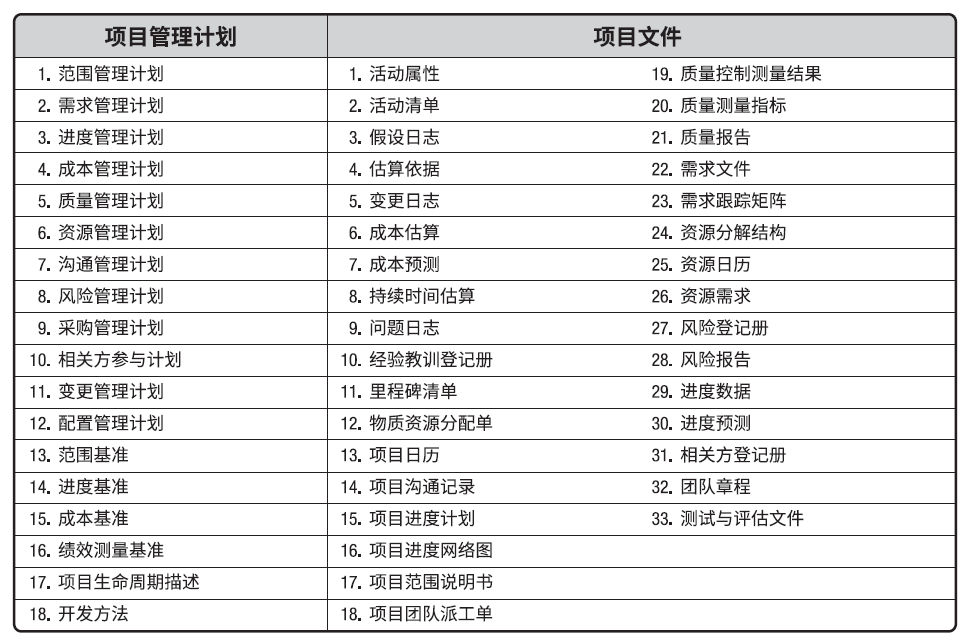 项目管理计划 项目文件
1. 范围管理计划 1. 活动属性 19. 质量控制测量结果
2. 需求管理计划 2. 活动清单 20. 质量测量指标
3. 进度管理计划 3. 假设日志 21. 质量报告
4. 成本管理计划 4. 估算依据 22. 需求文件
5. 质量管理计划 5. 变更日志 23. 需求跟踪矩阵
6. 资源管理计划 6. 成本估算 24. 资源分解结构
7. 沟通管理计划 7. 成本预测 25. 资源日历
8. 风险管理计划 8. 持续时间估算 26. 资源需求
9. 采购管理计划 9. 问题日志 27. 风险登记册
10. 相关方参与计划 10. 经验教训登记册 28. 风险报告
11. 变更管理计划 11. 里程碑清单 29. 进度数据
12. 配置管理计划 12. 物质资源分配单 30. 进度预测
13. 范围基准 13. 项目日历 31. 相关方登记册
14. 进度基准 14. 项目沟通记录 32. 团队章程
15. 成本基准 15. 项目进度计划 33. 测试与评估文件
16. 绩效测量基准 16. 项目进度网络图
17. 项目生命周期描述 17. 项目范围说明书
18. 开发方法 18. 项目团队派工单